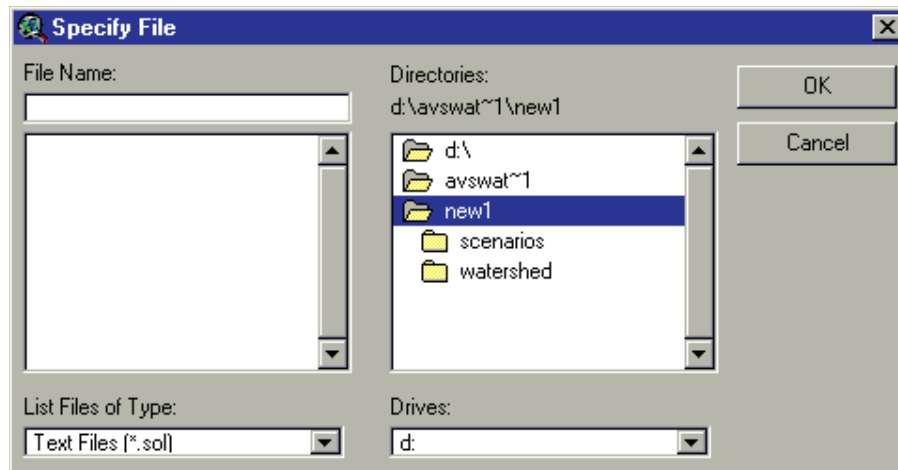 Specify File
File Name:
Directories:
d:\avswat~1\new1
OK
Cancel
d:\
avswat~1
new1
scenarios
watershed
List Files of Type:
Text Files (*.sol)
Drives:
d: